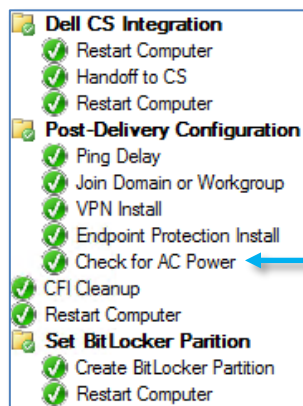 Dell CS Integration
Restart Computer
Handoff to CS
Restart Computer
Post-Delivery Configuration
Ping Delay
Join Domain or Workgroup
VPN Install
Endpoint Protection Install
Check for AC Power
CFI Cleanup
Restart Computer
Set BitLocker Parition
Create BitLocker Partition
Restart Computer